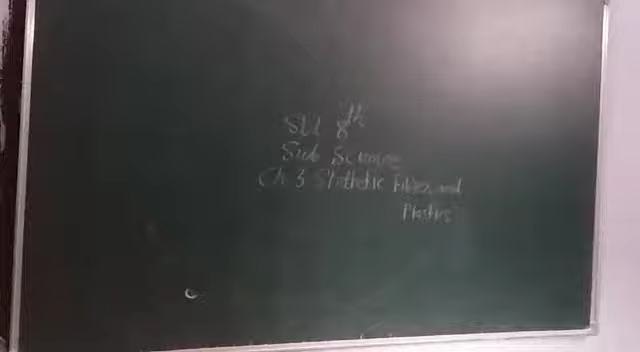 Std 8th
Sub Science
Ch 3 Synthetic Fibres and
Plastics